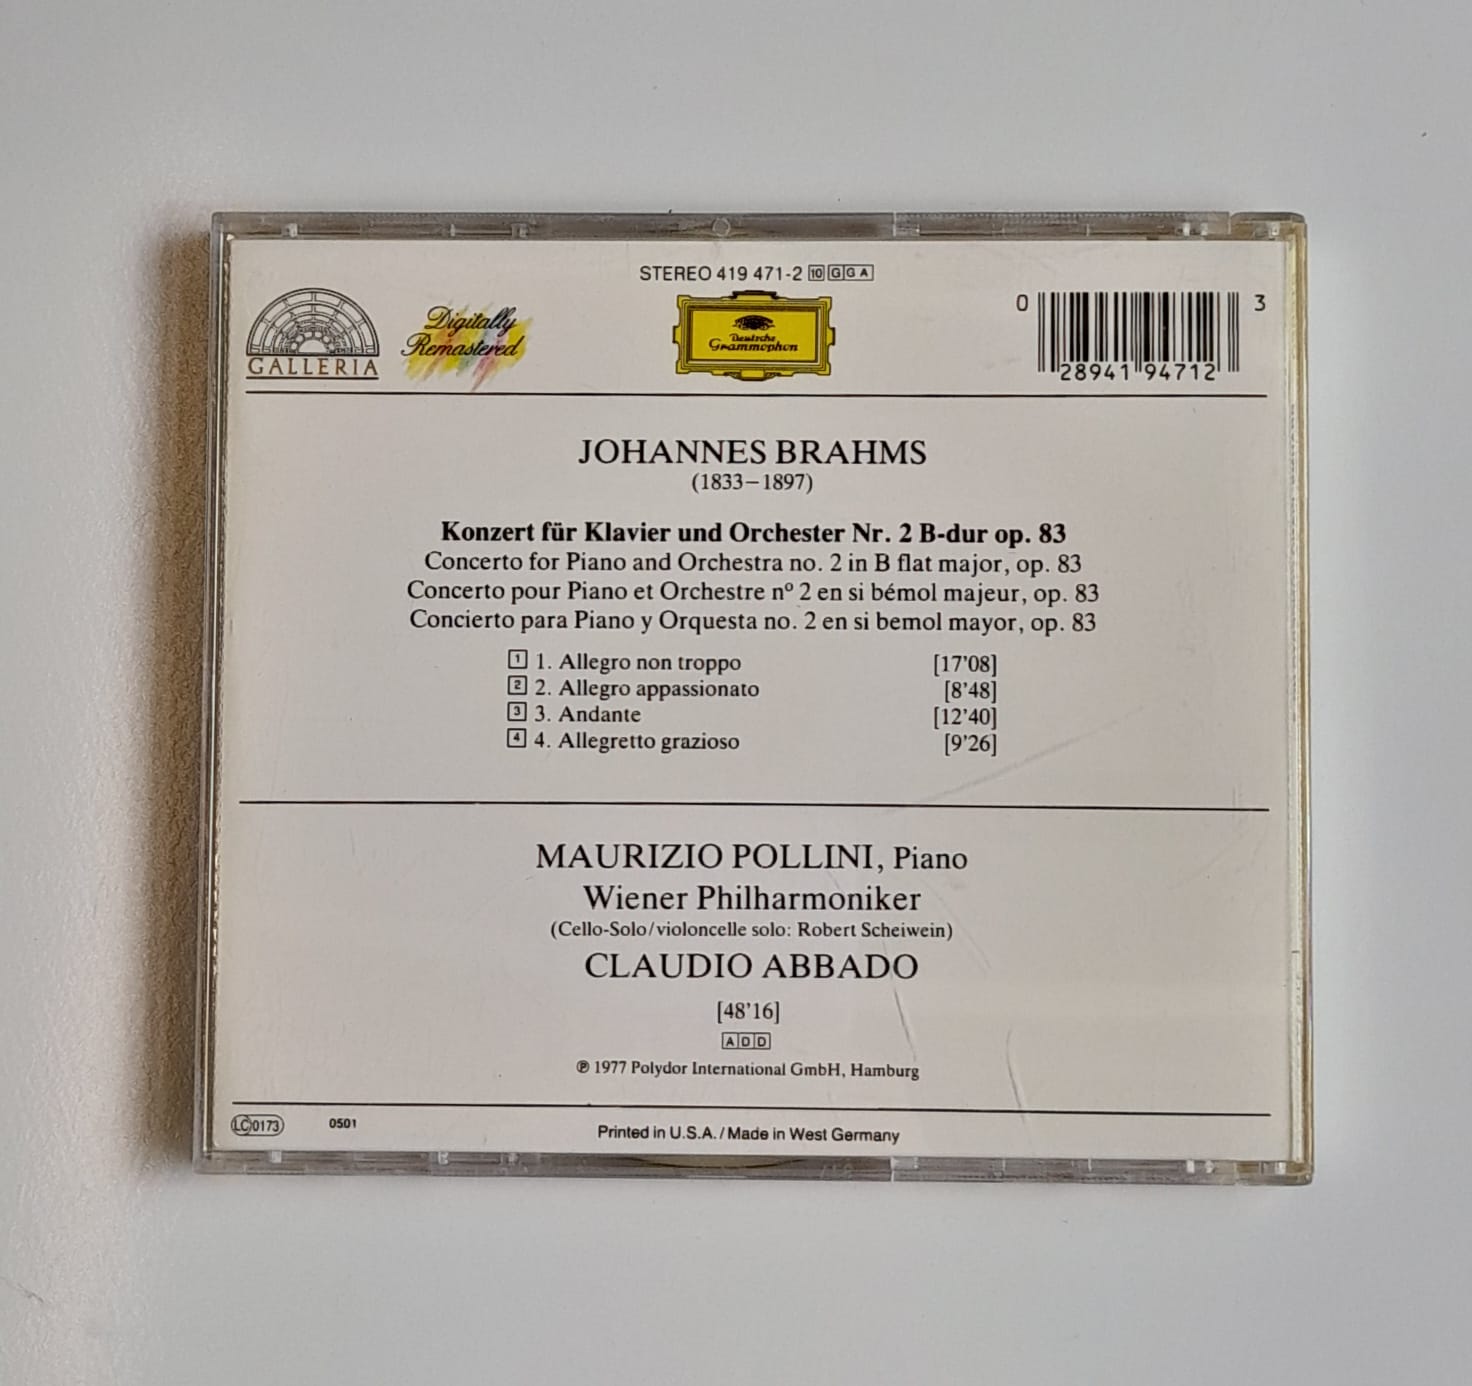 STEREO 419 471-2 10 G G A
GALLERIA
Digitally
Remastered
Deutsche
Grammophon
0 28941 94712 3
JOHANNES BRAHMS
(1833–1897)
Konzert für Klavier und Orchester Nr. 2 B-dur op. 83
Concerto for Piano and Orchestra no. 2 in B flat major, op. 83
Concerto pour Piano et Orchestre nº 2 en si bémol majeur, op. 83
Concierto para Piano y Orquesta no. 2 en si bemol mayor, op. 83
1 1. Allegro non troppo [17'08]
2 2. Allegro appassionato [8'48]
3 3. Andante [12'40]
4 4. Allegretto grazioso [9'26]
MAURIZIO POLLINI, Piano
Wiener Philharmoniker
(Cello-Solo/violoncelle solo: Robert Scheiwein)
CLAUDIO ABBADO
[48'16]
A D D
℗ 1977 Polydor International GmbH, Hamburg
LC 0173
0501
Printed in U.S.A. / Made in West Germany